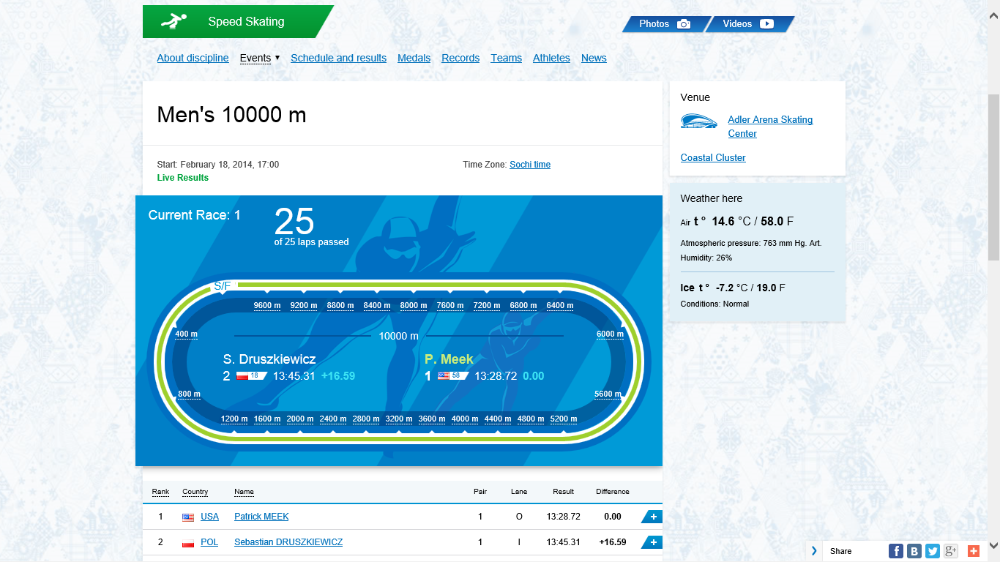 Speed Skating
Photos
Videos
About discipline Events ▼ Schedule and results Medals Records Teams Athletes News
Men's 10000 m
Start: February 18, 2014, 17:00
Time Zone: Sochi time
Live Results
Venue
Adler Arena Skating
Center
Coastal Cluster
Weather here
Air t ° 14.6 °C / 58.0 F
Atmospheric pressure: 763 mm Hg. Art.
Humidity: 26%
Ice t ° -7.2 °C / 19.0 F
Conditions: Normal
Current Race: 1
25
of 25 laps passed
S/F
9600 m 9200 m 8800 m 8400 m 8000 m 7600 m 7200 m 6800 m 6400 m
400 m
6000 m
10000 m
S. Druszkiewicz
2 18 13:45.31 +16.59
P. Meek
1 58 13:28.72 0.00
800 m
5600 m
1200 m 1600 m 2000 m 2400 m 2800 m 3200 m 3600 m 4000 m 4400 m 4800 m 5200 m
Rank Country Name Pair Lane Result Difference
1 USA Patrick MEEK 1 O 13:28.72 0.00 +
2 POL Sebastian DRUSZKIEWICZ 1 I 13:45.31 +16.59 +
Share f B g+ +